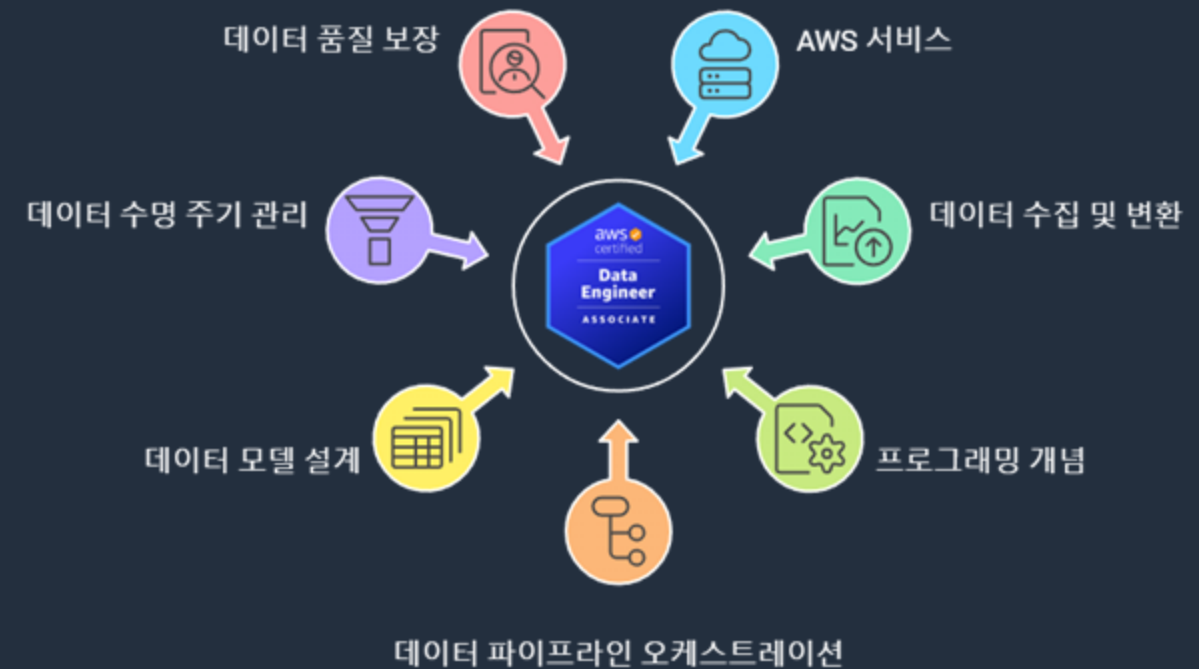 데이터 품질 보장
AWS 서비스
데이터 수명 주기 관리
데이터 수집 및 변환
aws
certified
Data
Engineer
ASSOCIATE
데이터 모델 설계
프로그래밍 개념
데이터 파이프라인 오케스트레이션